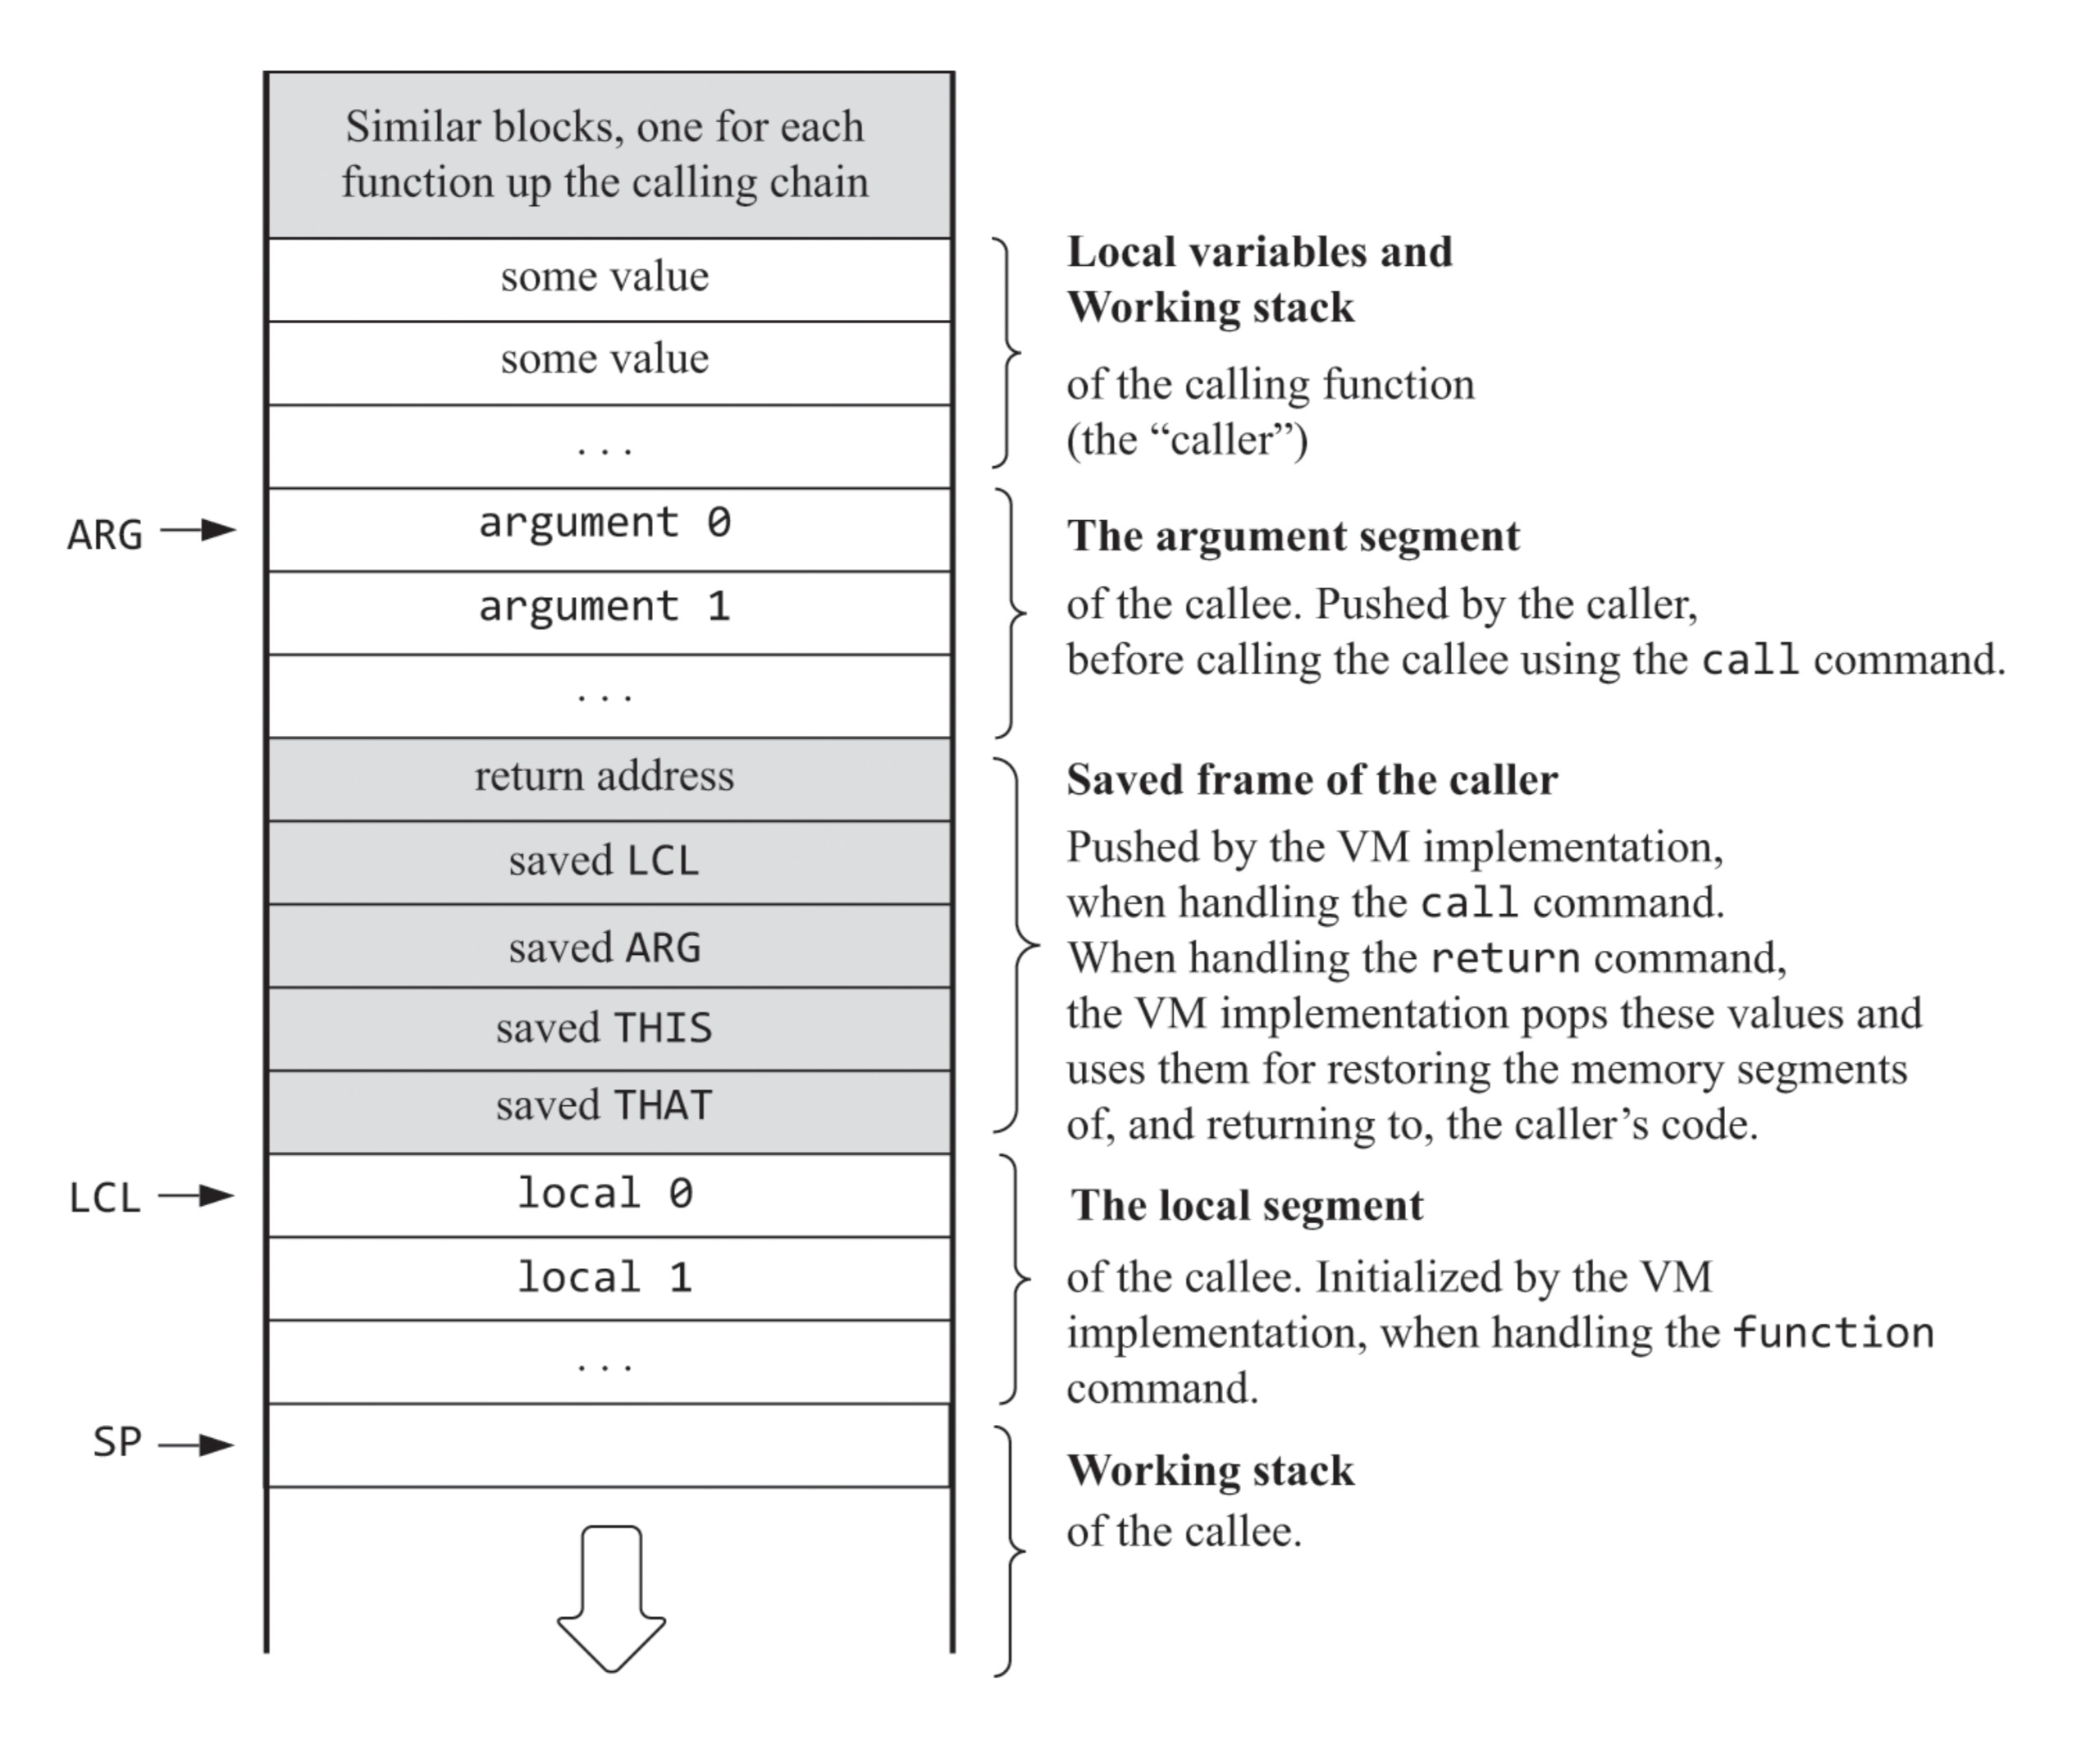 Similar blocks, one for each
function up the calling chain
some value
some value
. . .
Local variables and
Working stack
of the calling function
(the “caller”)
ARG
argument 0
argument 1
. . .
The argument segment
of the callee. Pushed by the caller,
before calling the callee using the call command.
return address
saved LCL
saved ARG
saved THIS
saved THAT
Saved frame of the caller
Pushed by the VM implementation,
when handling the call command.
When handling the return command,
the VM implementation pops these values and
uses them for restoring the memory segments
of, and returning to, the caller’s code.
LCL
local 0
local 1
. . .
The local segment
of the callee. Initialized by the VM
implementation, when handling the function
command.
SP
Working stack
of the callee.